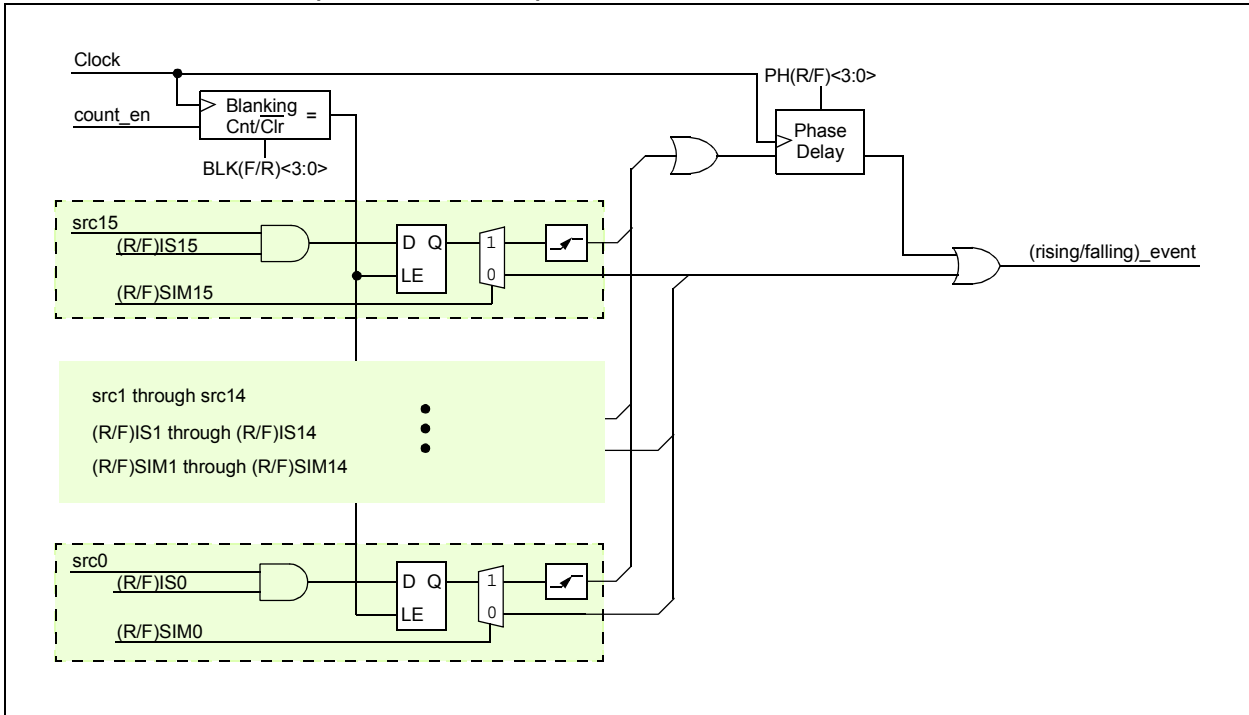 Clock
PH(R/F)<3:0>
count_en
Blanking
Cnt/Clr
=
Phase
Delay
BLK(F/R)<3:0>
src15
(R/F)IS15
D Q
1
LE
0
(R/F)SIM15
(rising/falling)_event
src1 through src14
(R/F)IS1 through (R/F)IS14
(R/F)SIM1 through (R/F)SIM14
src0
(R/F)IS0
D Q
1
LE
0
(R/F)SIM0